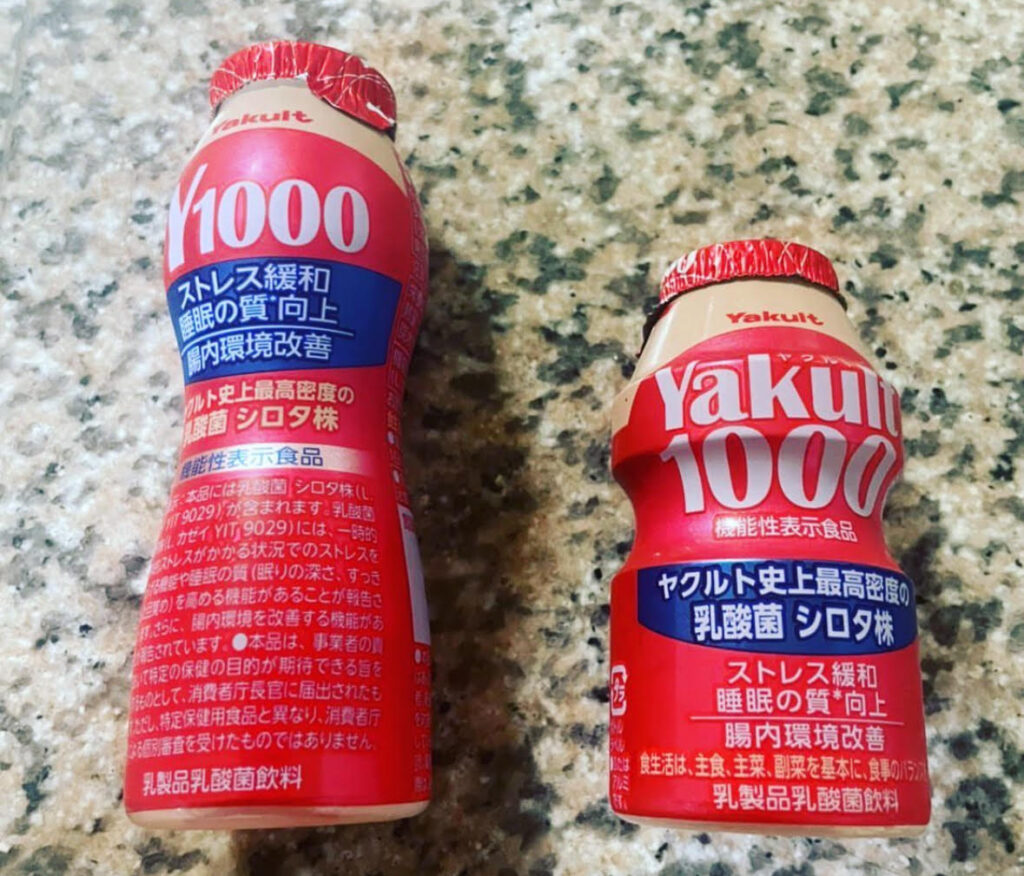 Yakult
Y1000
ストレス緩和
睡眠の質*向上
腸内環境改善
クルト史上最高密度の
乳酸菌 シロタ株
機能性表示食品
示・本品には乳酸菌 シロタ株(L.
YIT 9029)が含まれます。乳酸菌
L. カゼイ YIT 9029)には、一時的
ストレスがかかる状況でのストレスを
機能や睡眠の質(眠りの深さ、すっき
覚め)を高める機能があることが報告さ
す。さらに、腸内環境を改善する機能があ
報告されています。●本品は、事業者の責
て特定の保健の目的が期待できる旨を
ものとして、消費者庁長官に届出されたも
ただし、特定保健用食品と異なり、消費者庁
る個別審査を受けたものではありません。
乳製品乳酸菌飲料
Yakult
ヤクルト
Yakult
1000
機能性表示食品
ヤクルト史上最高密度の
乳酸菌 シロタ株
ストレス緩和
睡眠の質*向上
腸内環境改善
食生活は、主食、主菜、副菜を基本に、食事のバラン
乳製品乳酸菌飲料